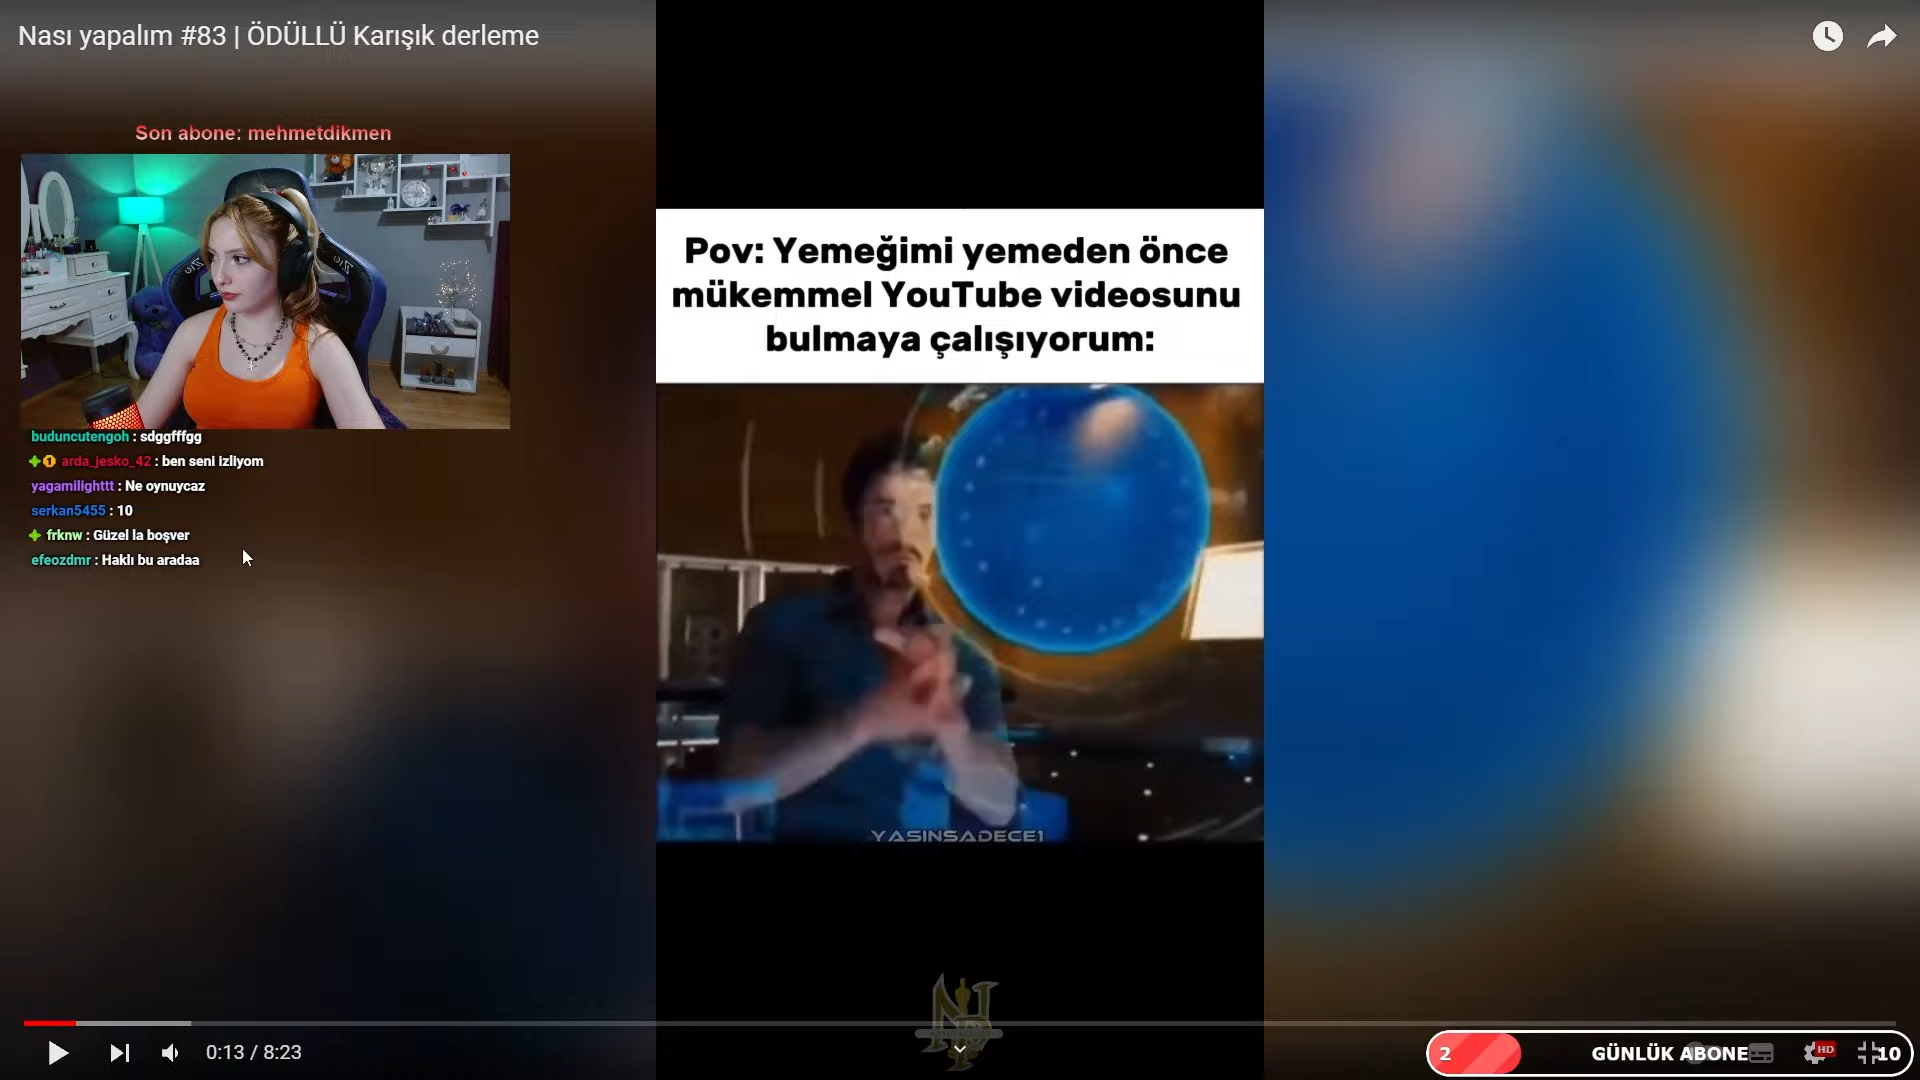 Nası yapalım #83 | ÖDÜLLÜ Karışık derleme
Son abone: mehmetdikmen
buduncutengoh : sdggfffgg
arda_jesko_42 : ben seni izliyom
yagamilighttt : Ne oynuycaz
serkan5455 : 10
frknw : Güzel la boşver
efeozdmr : Haklı bu aradaa
Pov: Yemeğimi yemeden önce
mükemmel YouTube videosunu
bulmaya çalışıyorum:
YASINSADECE1
0:13 / 8:23
2 GÜNLÜK ABONE 10
HD